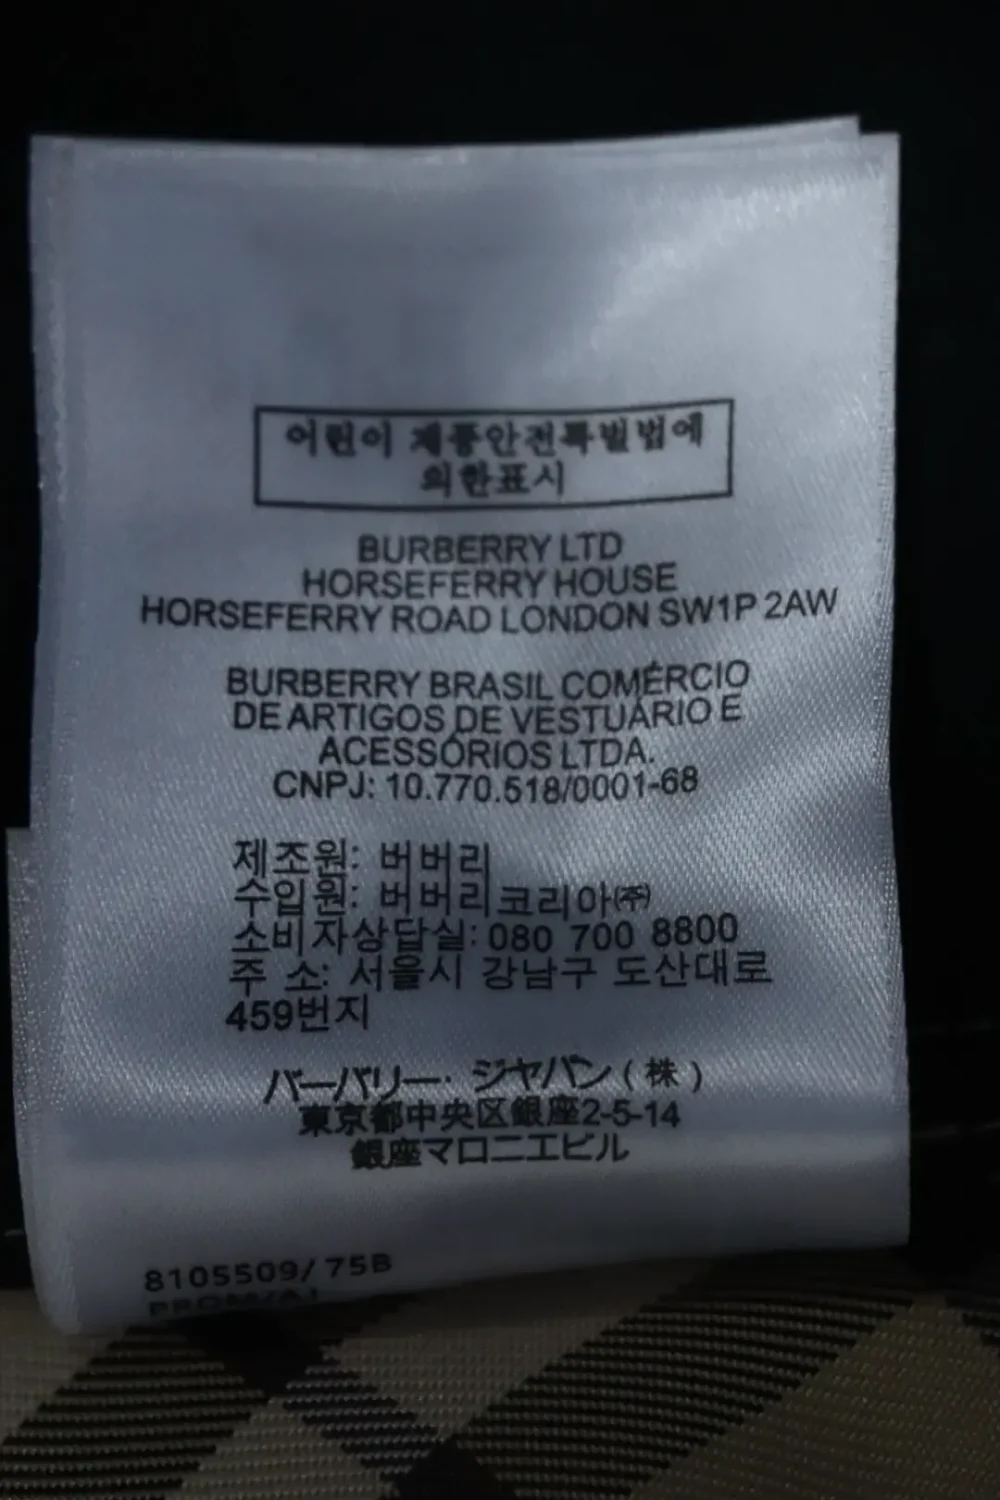 어린이 제품안전특별법에
의한표시
BURBERRY LTD
HORSEFERRY HOUSE
HORSEFERRY ROAD LONDON SW1P 2AW
BURBERRY BRASIL COMÉRCIO
DE ARTIGOS DE VESTUÁRIO E
ACESSÓRIOS LTDA.
CNPJ: 10.770.518/0001-68
제조원: 버버리
수입원: 버버리코리아㈜
소비자상담실: 080 700 8800
주 소: 서울시 강남구 도산대로
459번지
バーバリー・ジャパン(株)
東京都中央区銀座2-5-14
銀座マロニエビル
8105509/75B